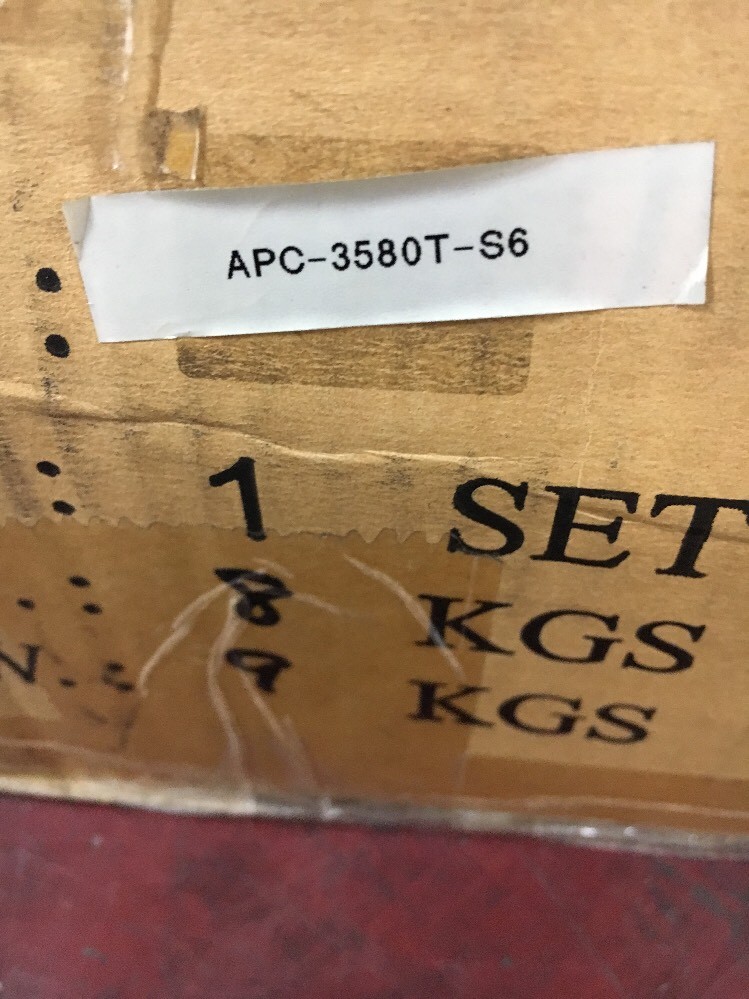 APC-3580T-S6
: 1 SET
: 8 KGS
N.: 9 KGS